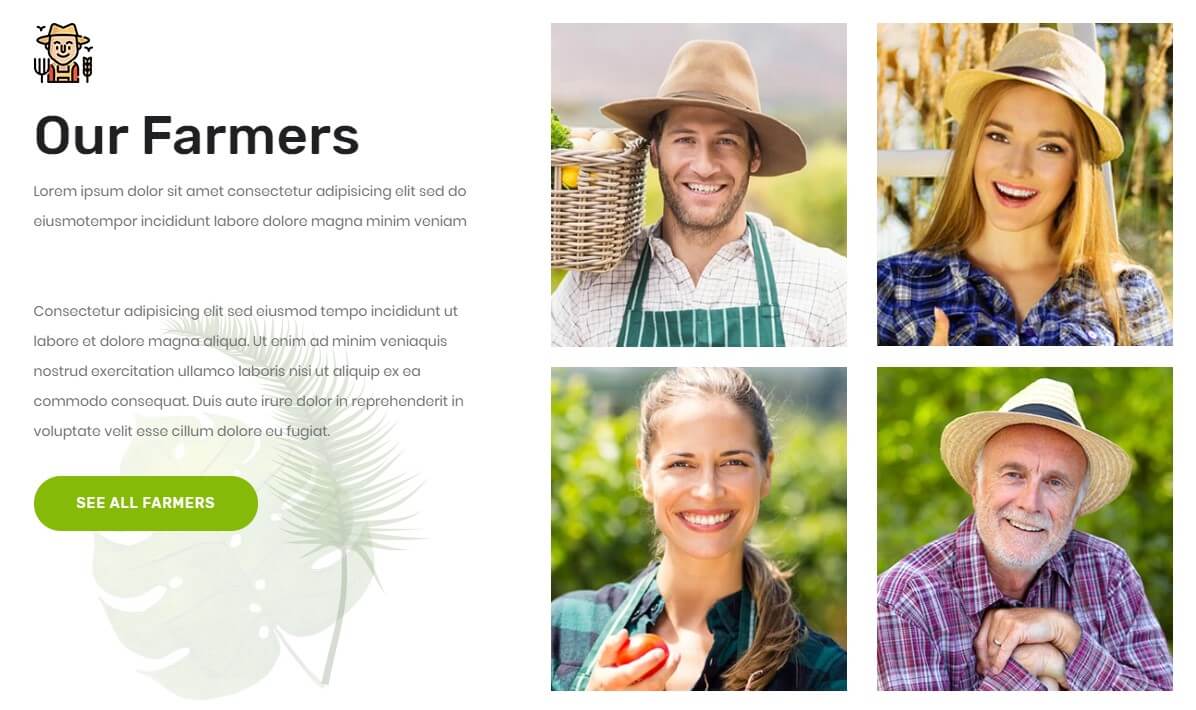 Our Farmers
Lorem ipsum dolor sit amet consectetur adipisicing elit sed do
eiusmotempor incididunt labore dolore magna minim veniam
Consectetur adipisicing elit sed eiusmod tempo incididunt ut
labore et dolore magna aliqua. Ut enim ad minim veniaquis
nostrud exercitation ullamco laboris nisi ut aliquip ex ea
commodo consequat. Duis aute irure dolor in reprehenderit in
voluptate velit esse cillum dolore eu fugiat.
SEE ALL FARMERS